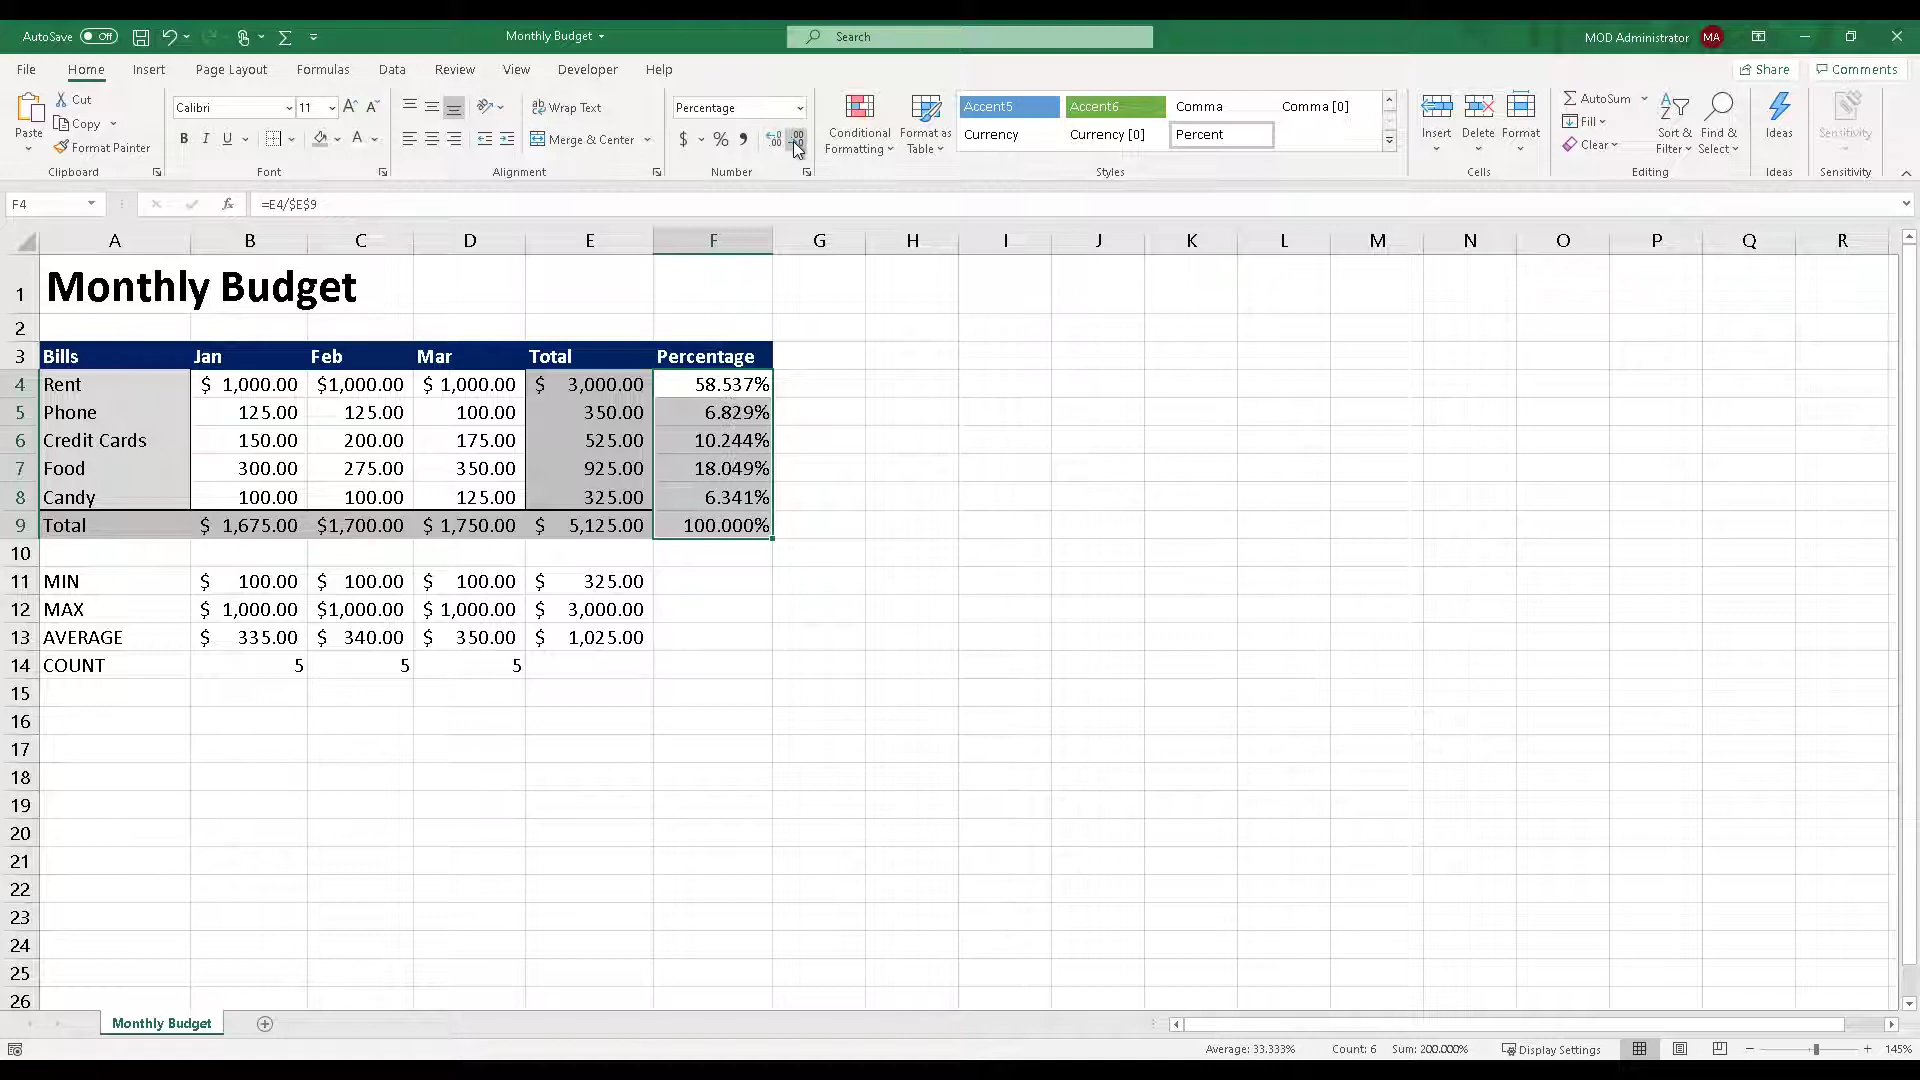 AutoSave Off Monthly Budget Search MOD Administrator MA
File Home Insert Page Layout Formulas Data Review View Developer Help Share Comments
Paste Cut Copy Format Painter Clipboard
Calibri 11 B I U A Font
Wrap Text Merge & Center Alignment
Percentage $ % Number
Conditional Formatting Format as Table
Accent5 Accent6 Comma Comma [0]
Currency Currency [0] Percent
Styles
Insert Delete Format Cells
AutoSum Fill Clear Sort & Filter Find & Select Editing
Ideas Ideas
Sensitivity Sensitivity
F4 fx =E4/$E$9
A B C D E F G H I J K L M N O P Q R
1 Monthly Budget
2
3 Bills Jan Feb Mar Total Percentage
4 Rent $ 1,000.00 $1,000.00 $ 1,000.00 $ 3,000.00 58.537%
5 Phone 125.00 125.00 100.00 350.00 6.829%
6 Credit Cards 150.00 200.00 175.00 525.00 10.244%
7 Food 300.00 275.00 350.00 925.00 18.049%
8 Candy 100.00 100.00 125.00 325.00 6.341%
9 Total $ 1,675.00 $1,700.00 $ 1,750.00 $ 5,125.00 100.000%
10
11 MIN $ 100.00 $ 100.00 $ 100.00 $ 325.00
12 MAX $ 1,000.00 $1,000.00 $ 1,000.00 $ 3,000.00
13 AVERAGE $ 335.00 $ 340.00 $ 350.00 $ 1,025.00
14 COUNT 5 5 5
15
16
17
18
19
20
21
22
23
24
25
26
Monthly Budget
Average: 33.333% Count: 6 Sum: 200.000% Display Settings 145%